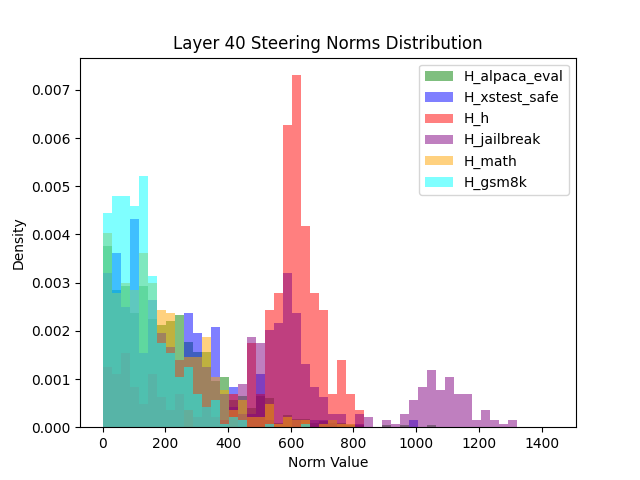 Layer 40 Steering Norms Distribution
H_alpaca_eval
H_xstest_safe
H_h
H_jailbreak
H_math
H_gsm8k
0.007
0.006
0.005
0.004
0.003
0.002
0.001
0.000
Density
0 200 400 600 800 1000 1200 1400
Norm Value